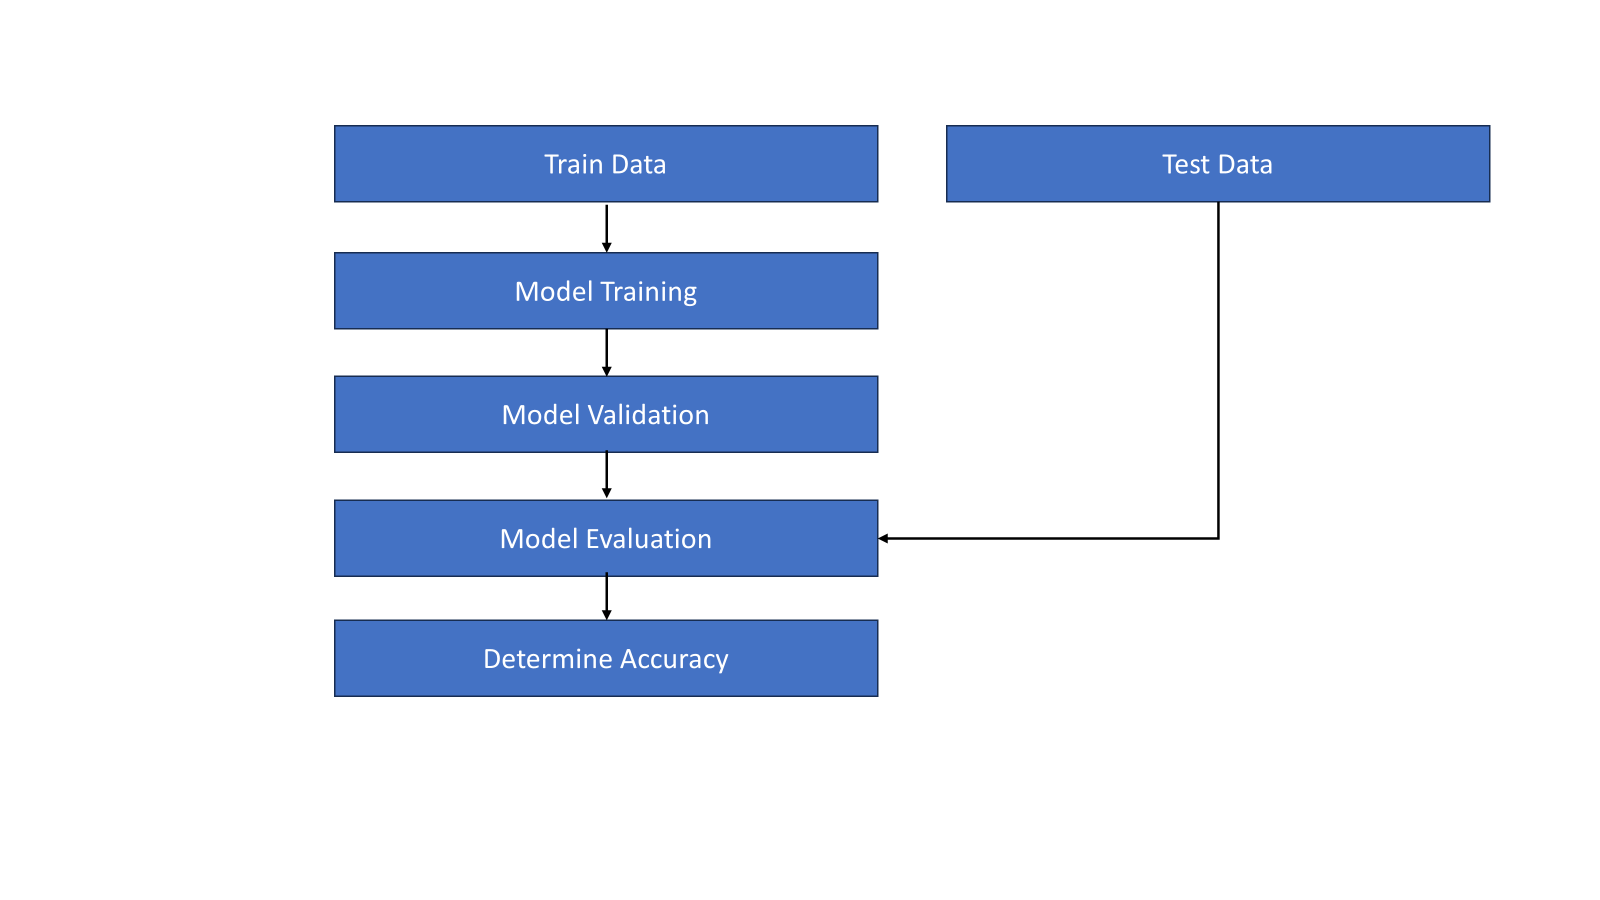 Train Data
Test Data
Model Training
Model Validation
Model Evaluation
Determine Accuracy